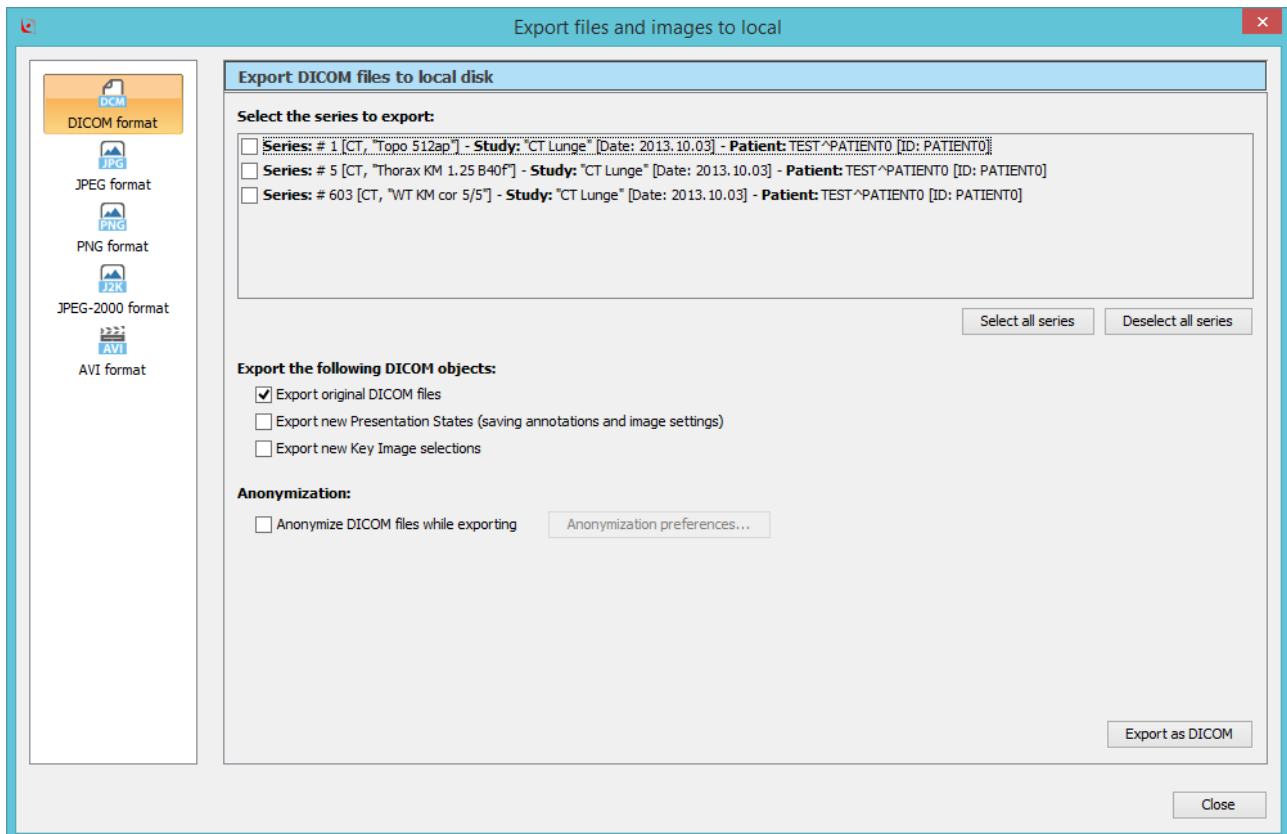 Export files and images to local
DCM
DICOM format
JPG
JPEG format
PNG
PNG format
J2K
JPEG-2000 format
AVI
AVI format
Export DICOM files to local disk
Select the series to export:
Series: # 1 [CT, "Topo 512ap"] - Study: "CT Lunge" [Date: 2013.10.03] - Patient: TEST^PATIENT0 [ID: PATIENT0]
Series: # 5 [CT, "Thorax KM 1.25 B40f"] - Study: "CT Lunge" [Date: 2013.10.03] - Patient: TEST^PATIENT0 [ID: PATIENT0]
Series: # 603 [CT, "WT KM cor 5/5"] - Study: "CT Lunge" [Date: 2013.10.03] - Patient: TEST^PATIENT0 [ID: PATIENT0]
Select all series
Deselect all series
Export the following DICOM objects:
Export original DICOM files
Export new Presentation States (saving annotations and image settings)
Export new Key Image selections
Anonymization:
Anonymize DICOM files while exporting
Anonymization preferences...
Export as DICOM
Close